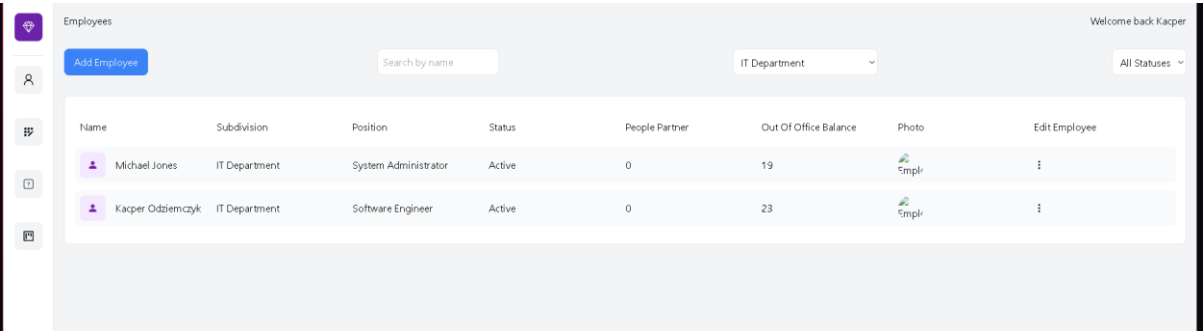 Employees Welcome back Kacper
Add Employee Search by name IT Department All Statuses
Name Subdivision Position Status People Partner Out Of Office Balance Photo Edit Employee
Michael Jones IT Department System Administrator Active 0 19
Kacper Odziemczyk IT Department Software Engineer Active 0 23